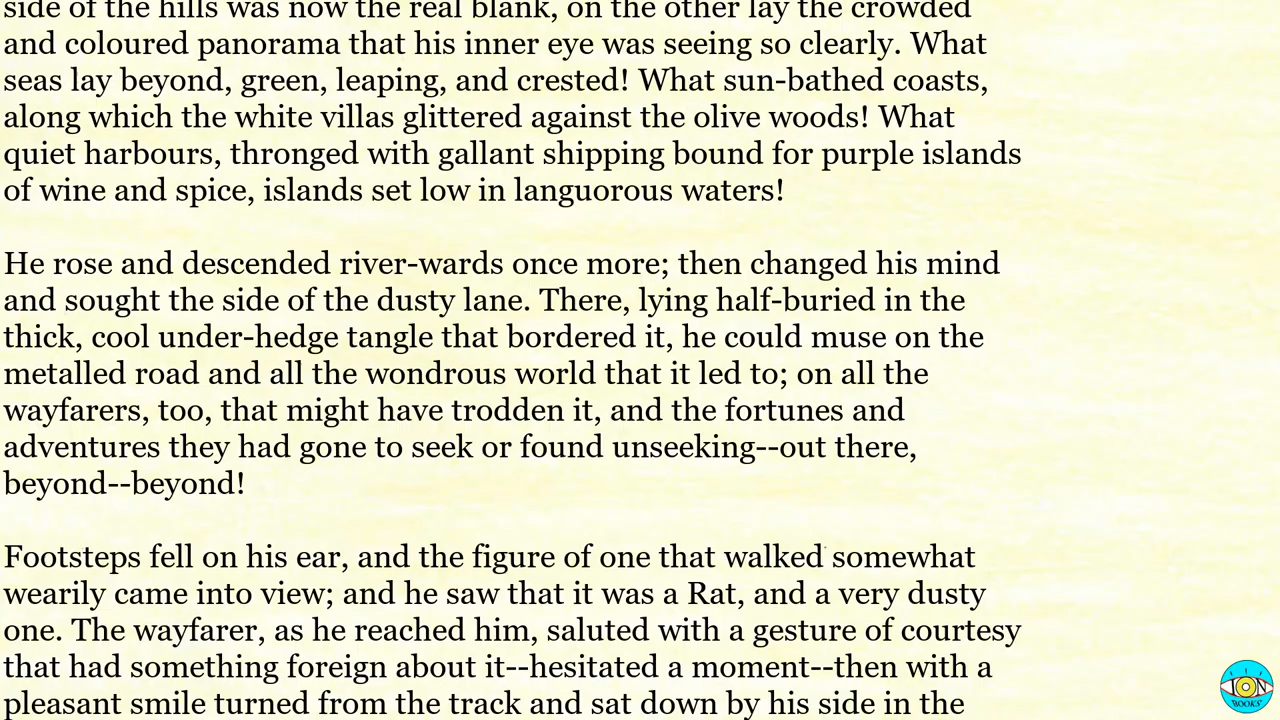 side of the hills was now the real blank, on the other lay the crowded
and coloured panorama that his inner eye was seeing so clearly. What
seas lay beyond, green, leaping, and crested! What sun-bathed coasts,
along which the white villas glittered against the olive woods! What
quiet harbours, thronged with gallant shipping bound for purple islands
of wine and spice, islands set low in languorous waters!
He rose and descended river-wards once more; then changed his mind
and sought the side of the dusty lane. There, lying half-buried in the
thick, cool under-hedge tangle that bordered it, he could muse on the
metalled road and all the wondrous world that it led to; on all the
wayfarers, too, that might have trodden it, and the fortunes and
adventures they had gone to seek or found unseeking--out there,
beyond--beyond!
Footsteps fell on his ear, and the figure of one that walked somewhat
wearily came into view; and he saw that it was a Rat, and a very dusty
one. The wayfarer, as he reached him, saluted with a gesture of courtesy
that had something foreign about it--hesitated a moment--then with a
pleasant smile turned from the track and sat down by his side in the
ION
BOOKS